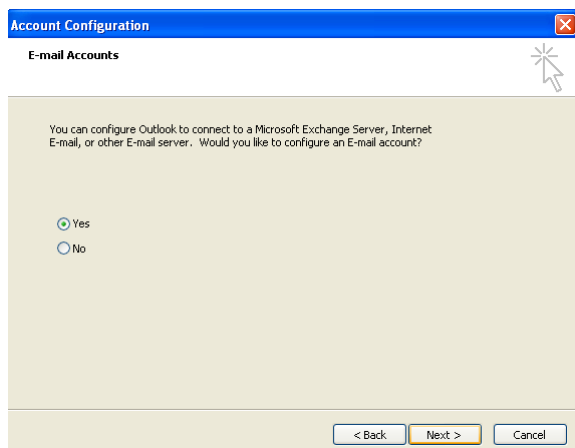 Account Configuration
E-mail Accounts
You can configure Outlook to connect to a Microsoft Exchange Server, Internet
E-mail, or other E-mail server.  Would you like to configure an E-mail account?
Yes
No
< Back
Next >
Cancel